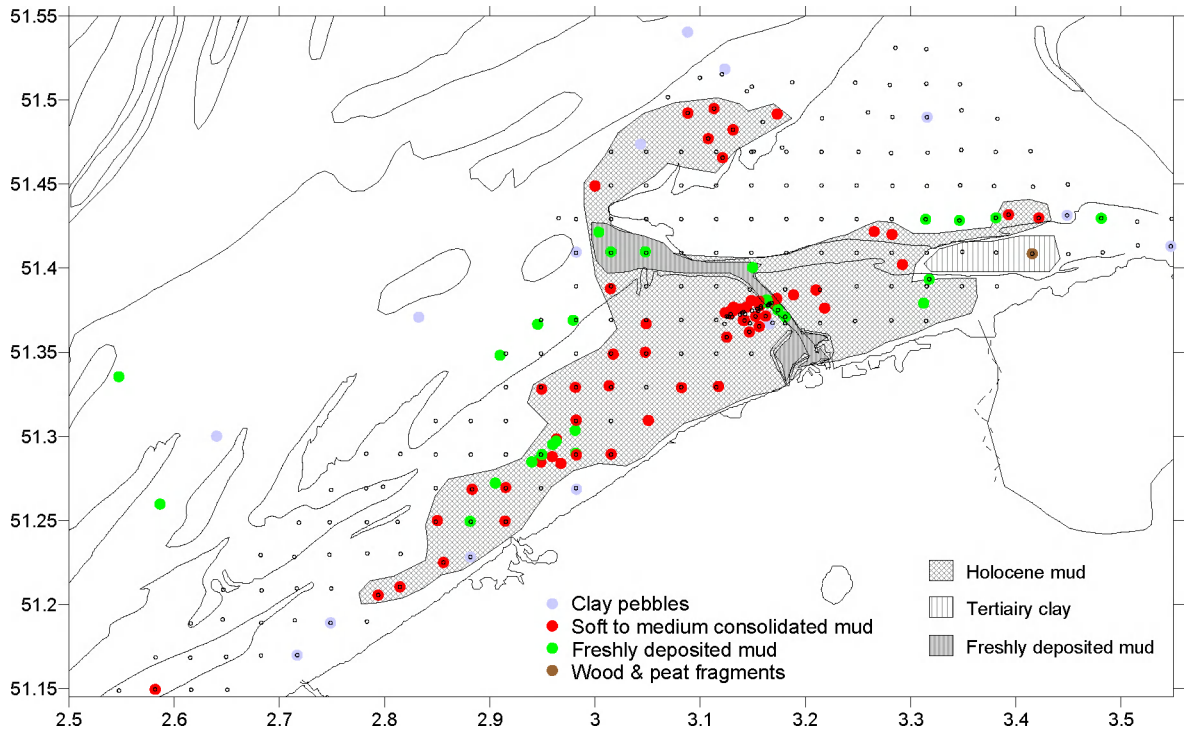 51.55
51.5
51.45
51.4
51.35
51.3
51.25
51.2
51.15
2.5 2.6 2.7 2.8 2.9 3 3.1 3.2 3.3 3.4 3.5
Clay pebbles
Soft to medium consolidated mud
Freshly deposited mud
Wood & peat fragments
Holocene mud
Tertiairy clay
Freshly deposited mud